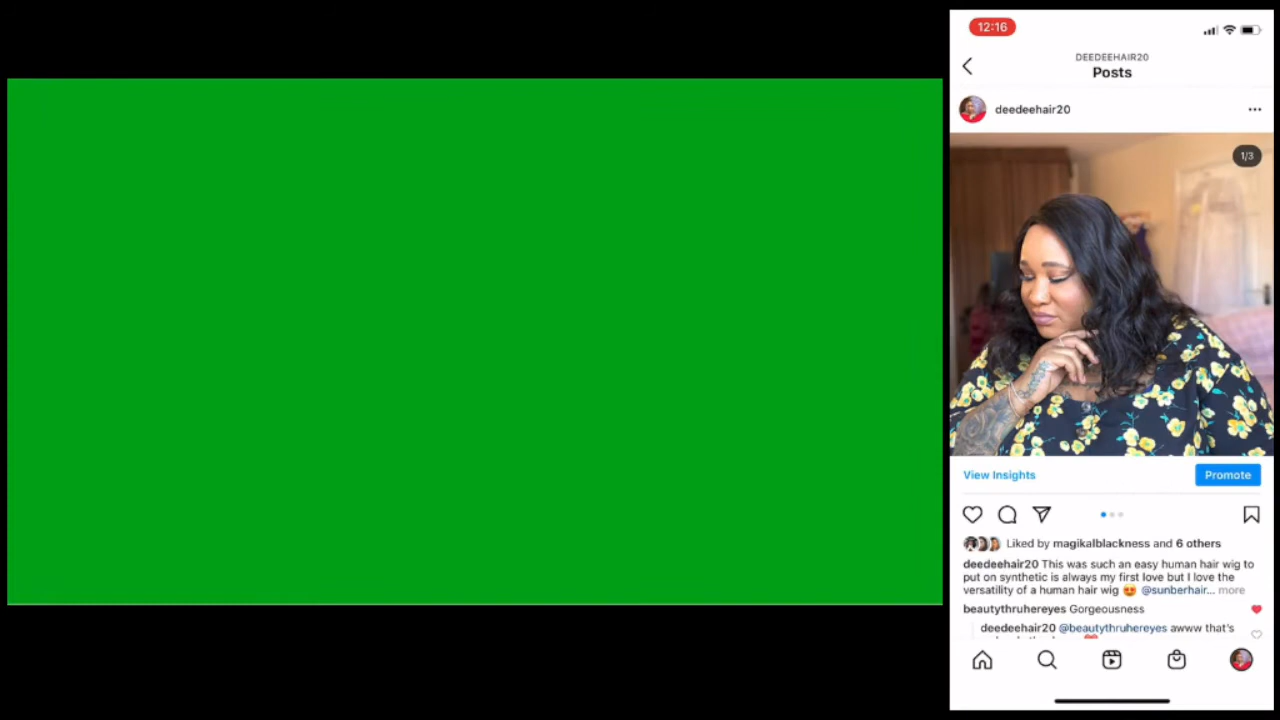 12:16
DEEDEEHAIR20
Posts
deedeehair20
1/3
View Insights
Promote
Liked by magikalblackness and 6 others
deedeehair20 This was such an easy human hair wig to
put on synthetic is always my first love but I love the
versatility of a human hair wig 😍 @sunberhair... more
beautythruhereyes Gorgeousness
deedeehair20 @beautythruhereyes awww that's